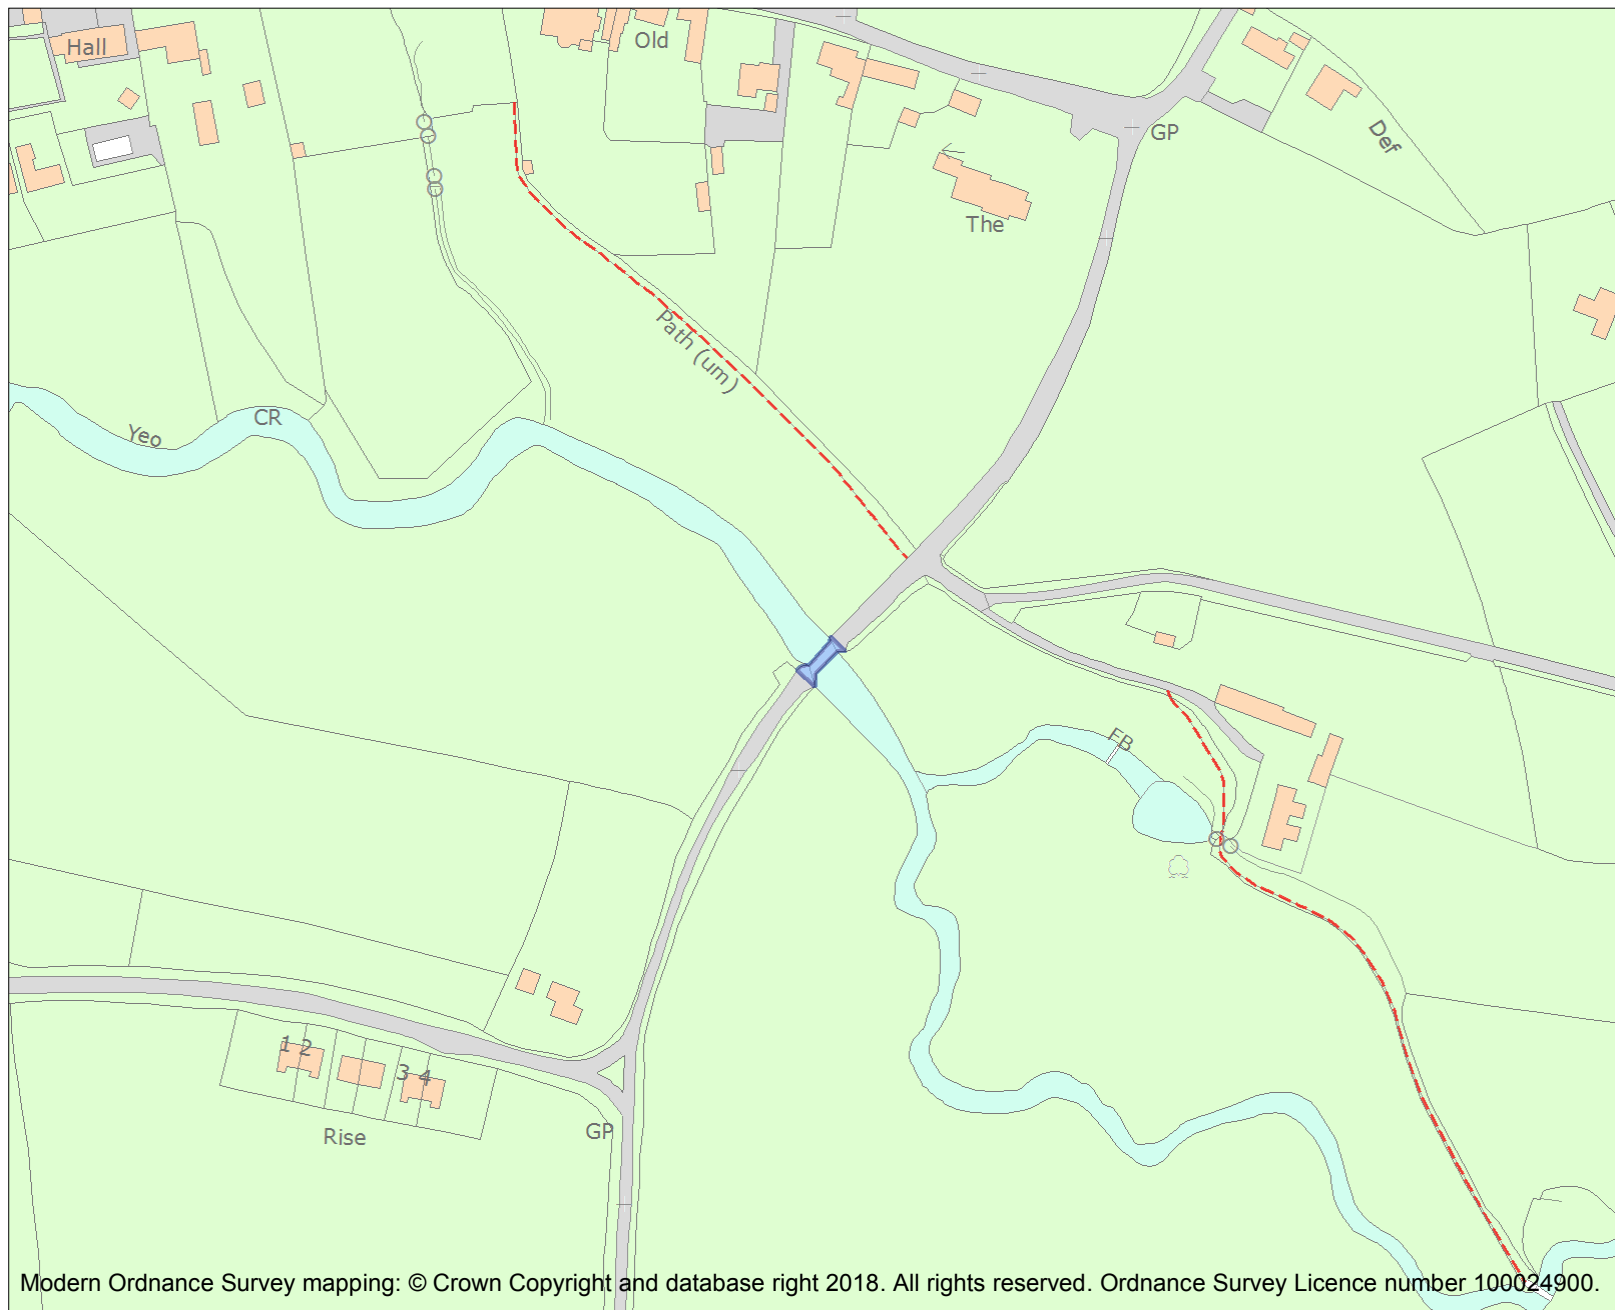 Hall
Old
GP
Def
The
Path (um)
CR
Yeo
FB
1 2
3 4
Rise
GP
Modern Ordnance Survey mapping: © Crown Copyright and database right 2018. All rights reserved. Ordnance Survey Licence number 100024900.